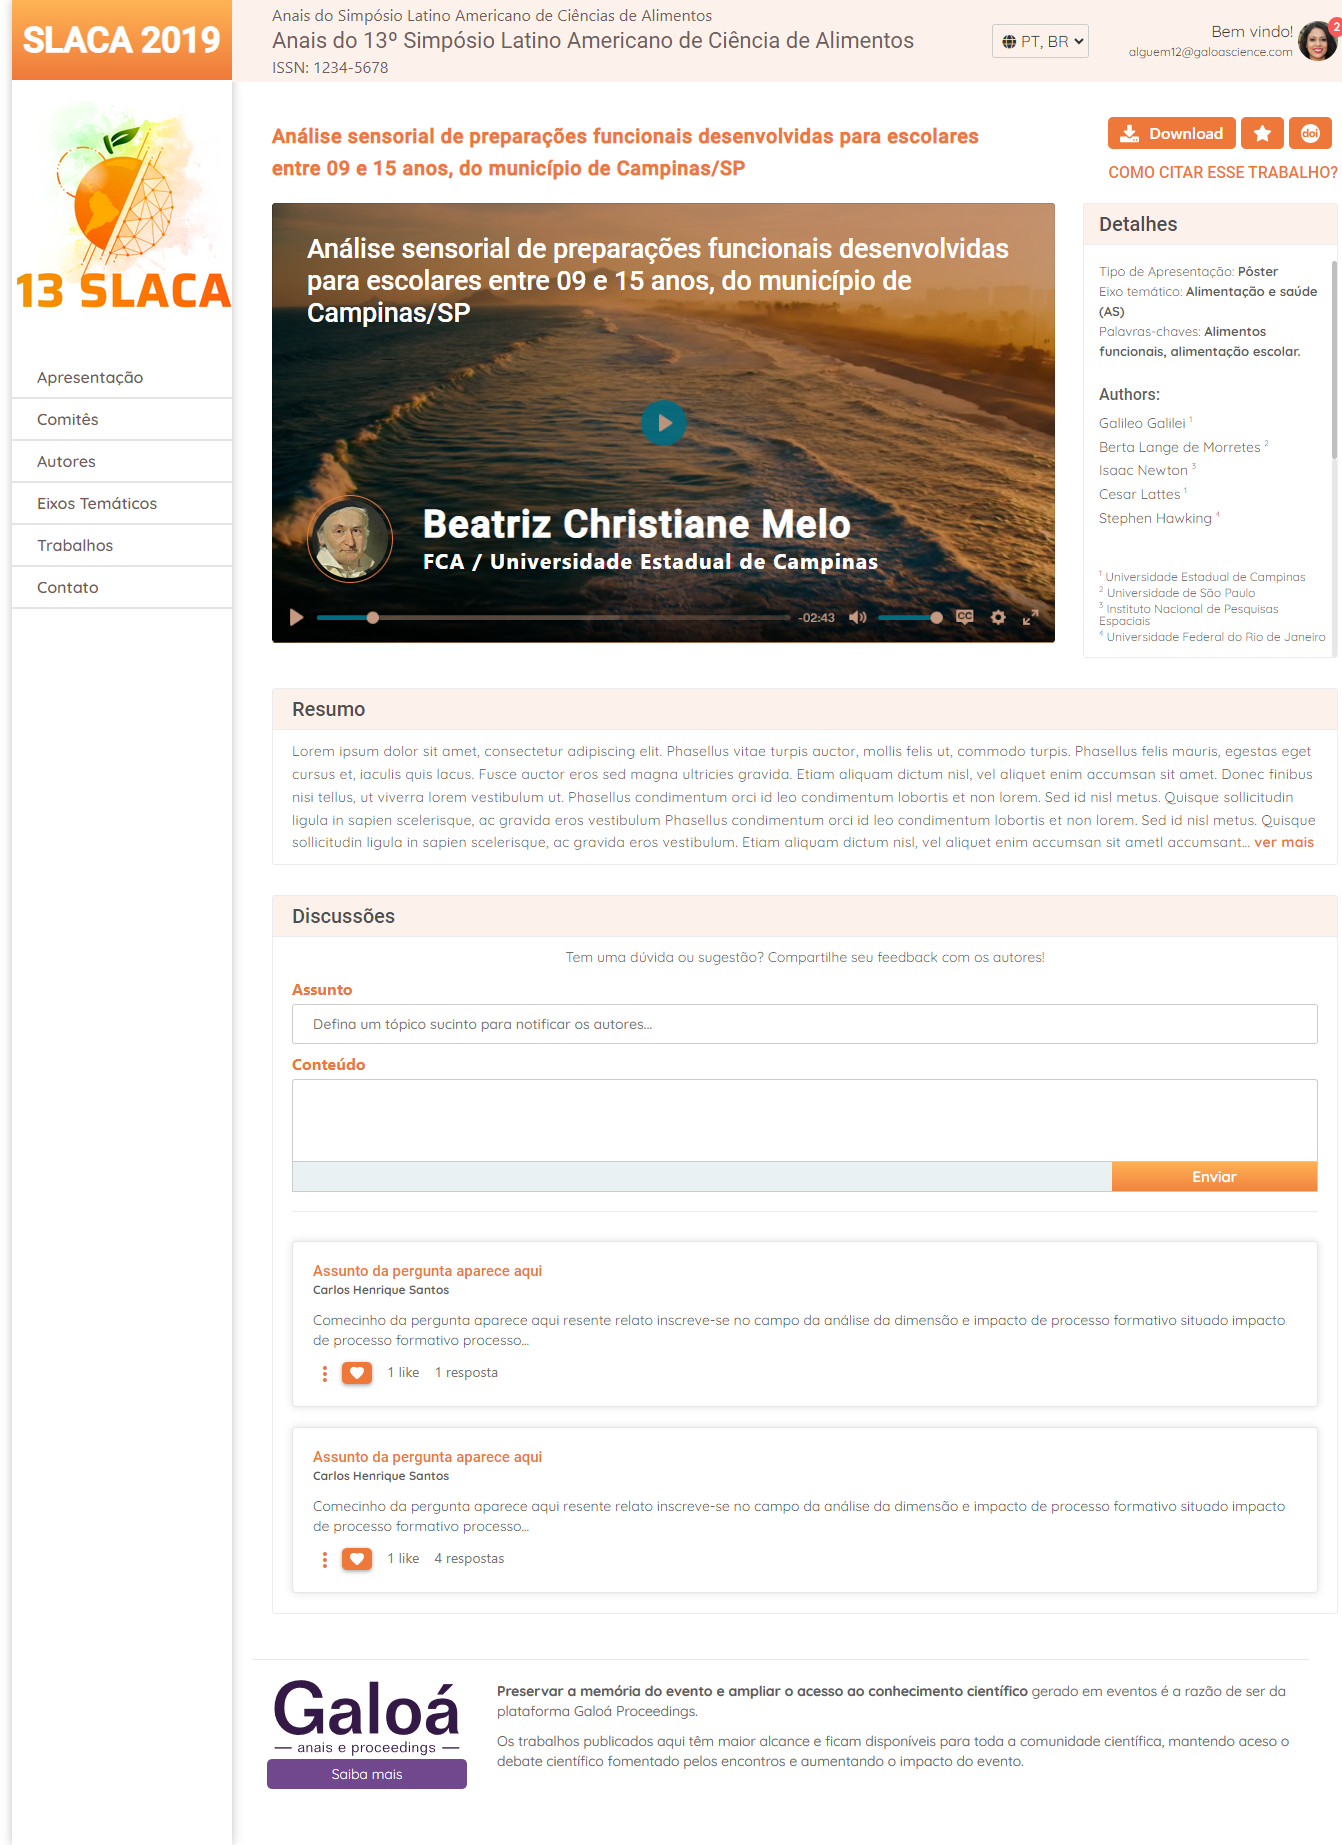 SLACA 2019
Anais do Simpósio Latino Americano de Ciências de Alimentos
Anais do 13º Simpósio Latino Americano de Ciência de Alimentos
ISSN: 1234-5678
PT, BR
Bem vindo!
alguem12@galoascience.com
2
13 SLACA
Apresentação
Comitês
Autores
Eixos Temáticos
Trabalhos
Contato
Análise sensorial de preparações funcionais desenvolvidas para escolares
entre 09 e 15 anos, do município de Campinas/SP
Download
doi
COMO CITAR ESSE TRABALHO?
Análise sensorial de preparações funcionais desenvolvidas
para escolares entre 09 e 15 anos, do município de
Campinas/SP
Beatriz Christiane Melo
FCA / Universidade Estadual de Campinas
-02:43
CC
Detalhes
Tipo de Apresentação: Pôster
Eixo temático: Alimentação e saúde
(AS)
Palavras-chaves: Alimentos
funcionais, alimentação escolar.
Authors:
Galileo Galilei 1
Berta Lange de Morretes 2
Isaac Newton 3
Cesar Lattes 1
Stephen Hawking 4
1 Universidade Estadual de Campinas
2 Universidade de São Paulo
3 Instituto Nacional de Pesquisas
Espaciais
4 Universidade Federal do Rio de Janeiro
Resumo
Lorem ipsum dolor sit amet, consectetur adipiscing elit. Phasellus vitae turpis auctor, mollis felis ut, commodo turpis. Phasellus felis mauris, egestas eget
cursus et, iaculis quis lacus. Fusce auctor eros sed magna ultricies gravida. Etiam aliquam dictum nisl, vel aliquet enim accumsan sit amet. Donec finibus
nisi tellus, ut viverra lorem vestibulum ut. Phasellus condimentum orci id leo condimentum lobortis et non lorem. Sed id nisl metus. Quisque sollicitudin
ligula in sapien scelerisque, ac gravida eros vestibulum Phasellus condimentum orci id leo condimentum lobortis et non lorem. Sed id nisl metus. Quisque
sollicitudin ligula in sapien scelerisque, ac gravida eros vestibulum. Etiam aliquam dictum nisl, vel aliquet enim accumsan sit ametl accumsant... ver mais
Discussões
Tem uma dúvida ou sugestão? Compartilhe seu feedback com os autores!
Assunto
Defina um tópico sucinto para notificar os autores...
Conteúdo
Enviar
Assunto da pergunta aparece aqui
Carlos Henrique Santos
Comecinho da pergunta aparece aqui resente relato inscreve-se no campo da análise da dimensão e impacto de processo formativo situado impacto
de processo formativo processo...
1 like 1 resposta
Assunto da pergunta aparece aqui
Carlos Henrique Santos
Comecinho da pergunta aparece aqui resente relato inscreve-se no campo da análise da dimensão e impacto de processo formativo situado impacto
de processo formativo processo...
1 like 4 respostas
Galoá
anais e proceedings
Saiba mais
Preservar a memória do evento e ampliar o acesso ao conhecimento científico gerado em eventos é a razão de ser da
plataforma Galoá Proceedings.
Os trabalhos publicados aqui têm maior alcance e ficam disponíveis para toda a comunidade científica, mantendo aceso o
debate científico fomentado pelos encontros e aumentando o impacto do evento.